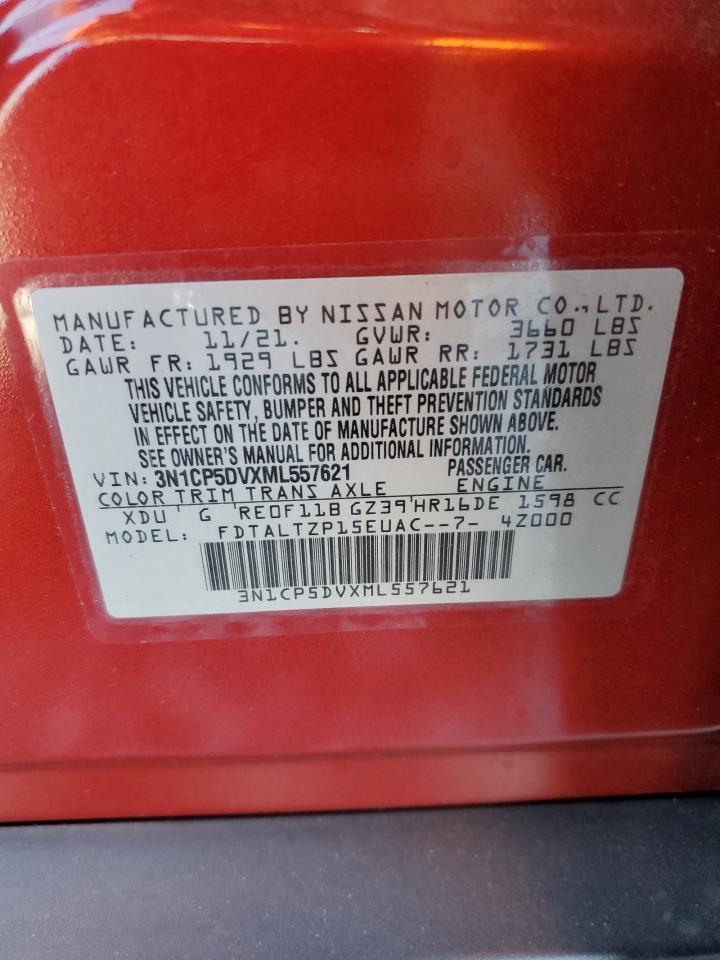 MANUFACTURED BY NISSAN MOTOR CO., LTD.
DATE: 11/21. GVWR: 3660 LBS
GAWR FR: 1929 LBS GAWR RR: 1731 LBS
THIS VEHICLE CONFORMS TO ALL APPLICABLE FEDERAL MOTOR
VEHICLE SAFETY, BUMPER AND THEFT PREVENTION STANDARDS
IN EFFECT ON THE DATE OF MANUFACTURE SHOWN ABOVE.
SEE OWNER'S MANUAL FOR ADDITIONAL INFORMATION.
VIN: 3N1CP5DVXML557621 PASSENGER CAR.
COLOR TRIM TRANS AXLE ENGINE
XDU G RE0F11B GZ39 HR16DE 1598 CC
MODEL: FDTALTZP15EUAC--7- 4Z000
3N1CP5DVXML557621